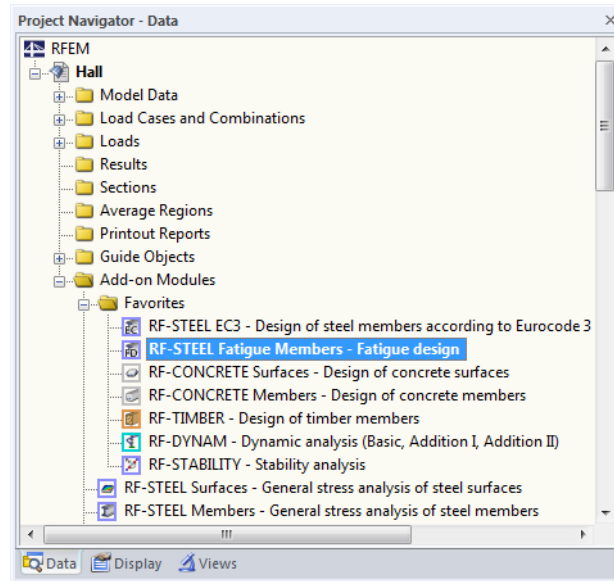 Project Navigator - Data
RFEM
Hall
Model Data
Load Cases and Combinations
Loads
Results
Sections
Average Regions
Printout Reports
Guide Objects
Add-on Modules
Favorites
EC RF-STEEL EC3 - Design of steel members according to Eurocode 3
FD RF-STEEL Fatigue Members - Fatigue design
RF-CONCRETE Surfaces - Design of concrete surfaces
RF-CONCRETE Members - Design of concrete members
RF-TIMBER - Design of timber members
RF-DYNAM - Dynamic analysis (Basic, Addition I, Addition II)
RF-STABILITY - Stability analysis
RF-STEEL Surfaces - General stress analysis of steel surfaces
RF-STEEL Members - General stress analysis of steel members
Data Display Views